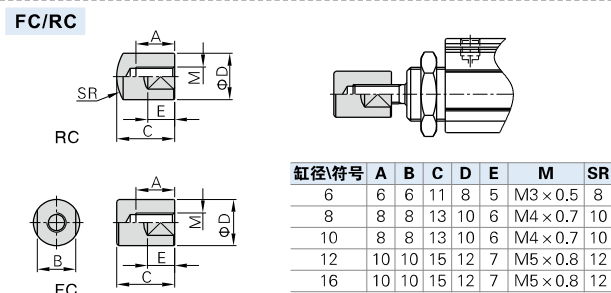 FC/RC
A
M
ΦD
SR
E
C
RC
A
M
ΦD
B
E
C
FC
缸径\符号 A B C D E M SR
6 6 6 11 8 5 M3×0.5 8
8 8 8 13 10 6 M4×0.7 10
10 8 8 13 10 6 M4×0.7 10
12 10 10 15 12 7 M5×0.8 12
16 10 10 15 12 7 M5×0.8 12